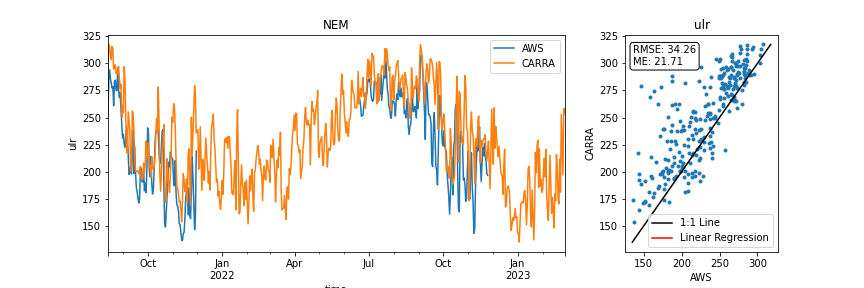 NEM
ulr
325
300
275
250
225
200
175
150
AWS
CARRA
Oct
Jan
2022
Apr
Jul
Oct
Jan
2023
time
ulr
CARRA
325
300
275
250
225
200
175
150
RMSE: 34.26
ME: 21.71
1:1 Line
Linear Regression
150
200
250
300
AWS